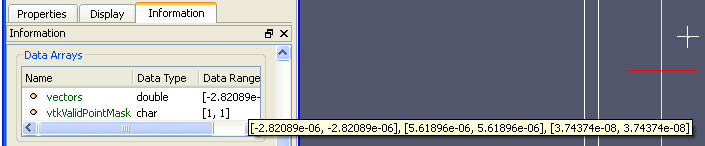 Properties Display Information
Information
Data Arrays
Name Data Type Data Range
vectors double [-2.82089e-
vtkValidPointMask char [1, 1]
[-2.82089e-06, -2.82089e-06], [5.61896e-06, 5.61896e-06], [3.74374e-08, 3.74374e-08]